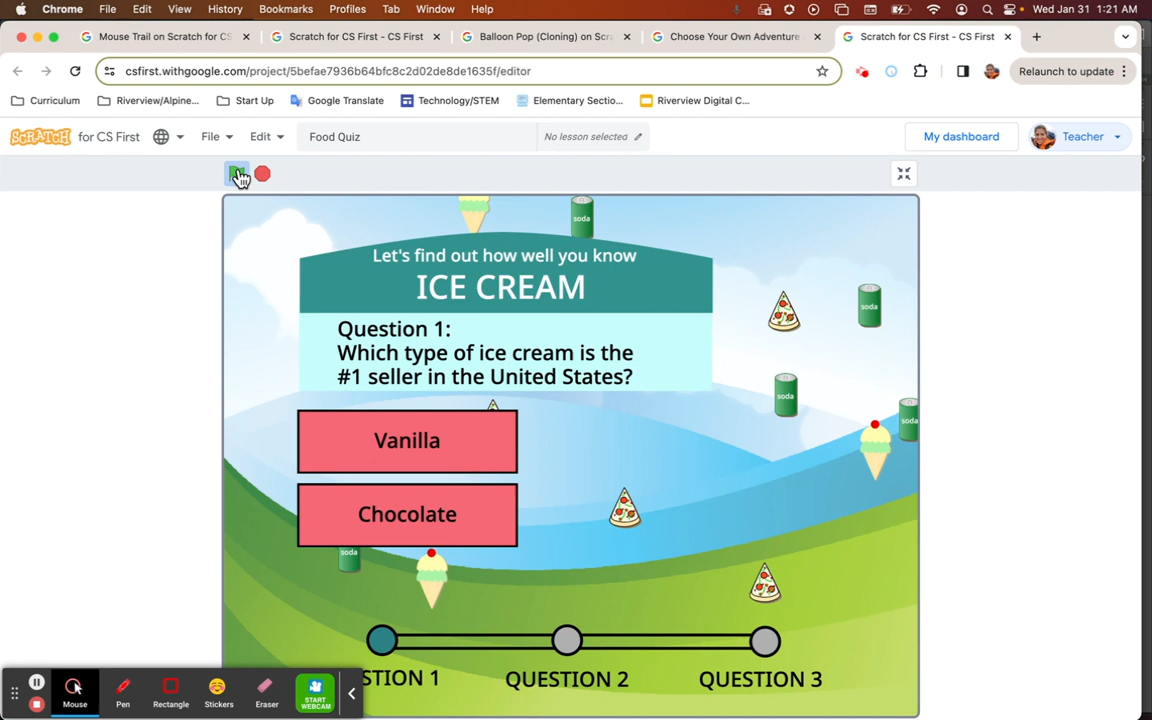 Chrome File Edit View History Bookmarks Profiles Tab Window Help Wed Jan 31 1:21 AM
Mouse Trail on Scratch for CS
Scratch for CS First - CS First
Balloon Pop (Cloning) on Scra
Choose Your Own Adventure
Scratch for CS First - CS First
csfirst.withgoogle.com/project/5befae7936b64bfc8c2d02de8de1635f/editor
Relaunch to update
Curriculum
Riverview/Alpine...
Start Up
Google Translate
Technology/STEM
Elementary Sectio...
Riverview Digital C...
SCRATCH for CS First
File
Edit
Food Quiz
No lesson selected
My dashboard
Teacher
soda
Let's find out how well you know
ICE CREAM
soda
Question 1:
Which type of ice cream is the
#1 seller in the United States?
soda
soda
Vanilla
Chocolate
soda
STION 1
QUESTION 2
QUESTION 3
Mouse
Pen
Rectangle
Stickers
Eraser
START
WEBCAM